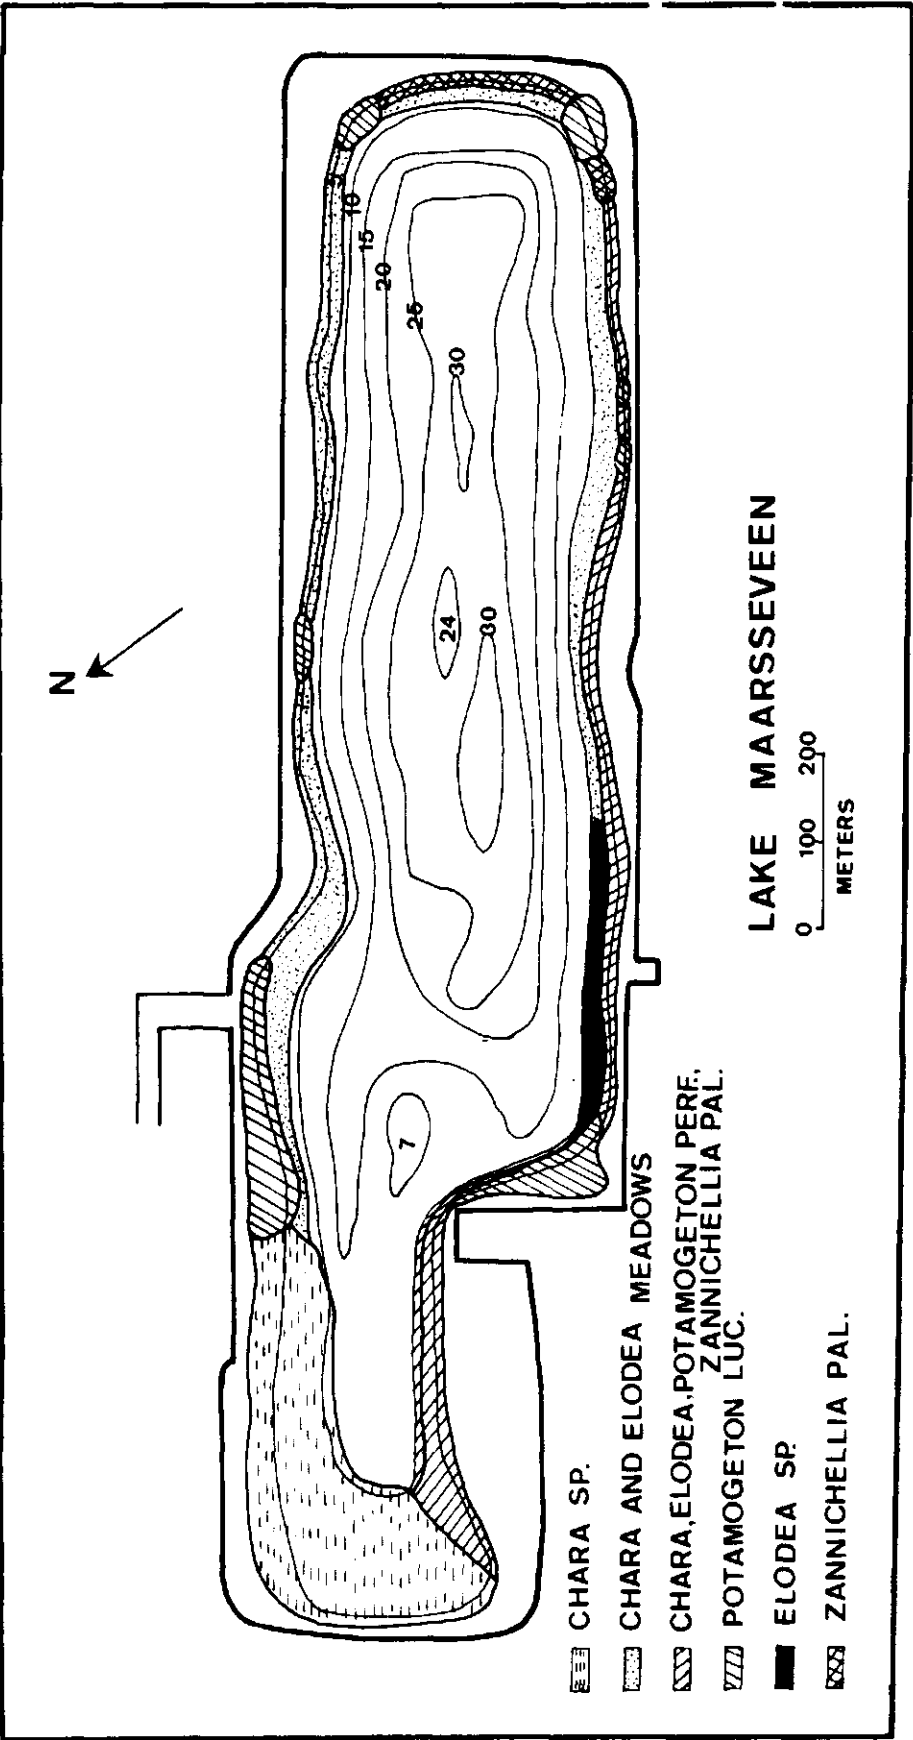 N
5
10
15
20
25
30
24
30
7
LAKE MAARSSEVEEN
0 100 200
METERS
CHARA SP.
CHARA AND ELODEA MEADOWS
CHARA,ELODEA,POTAMOGETON PERF.,
ZANNICHELLIA PAL.
POTAMOGETON LUC.
ELODEA SP.
ZANNICHELLIA PAL.